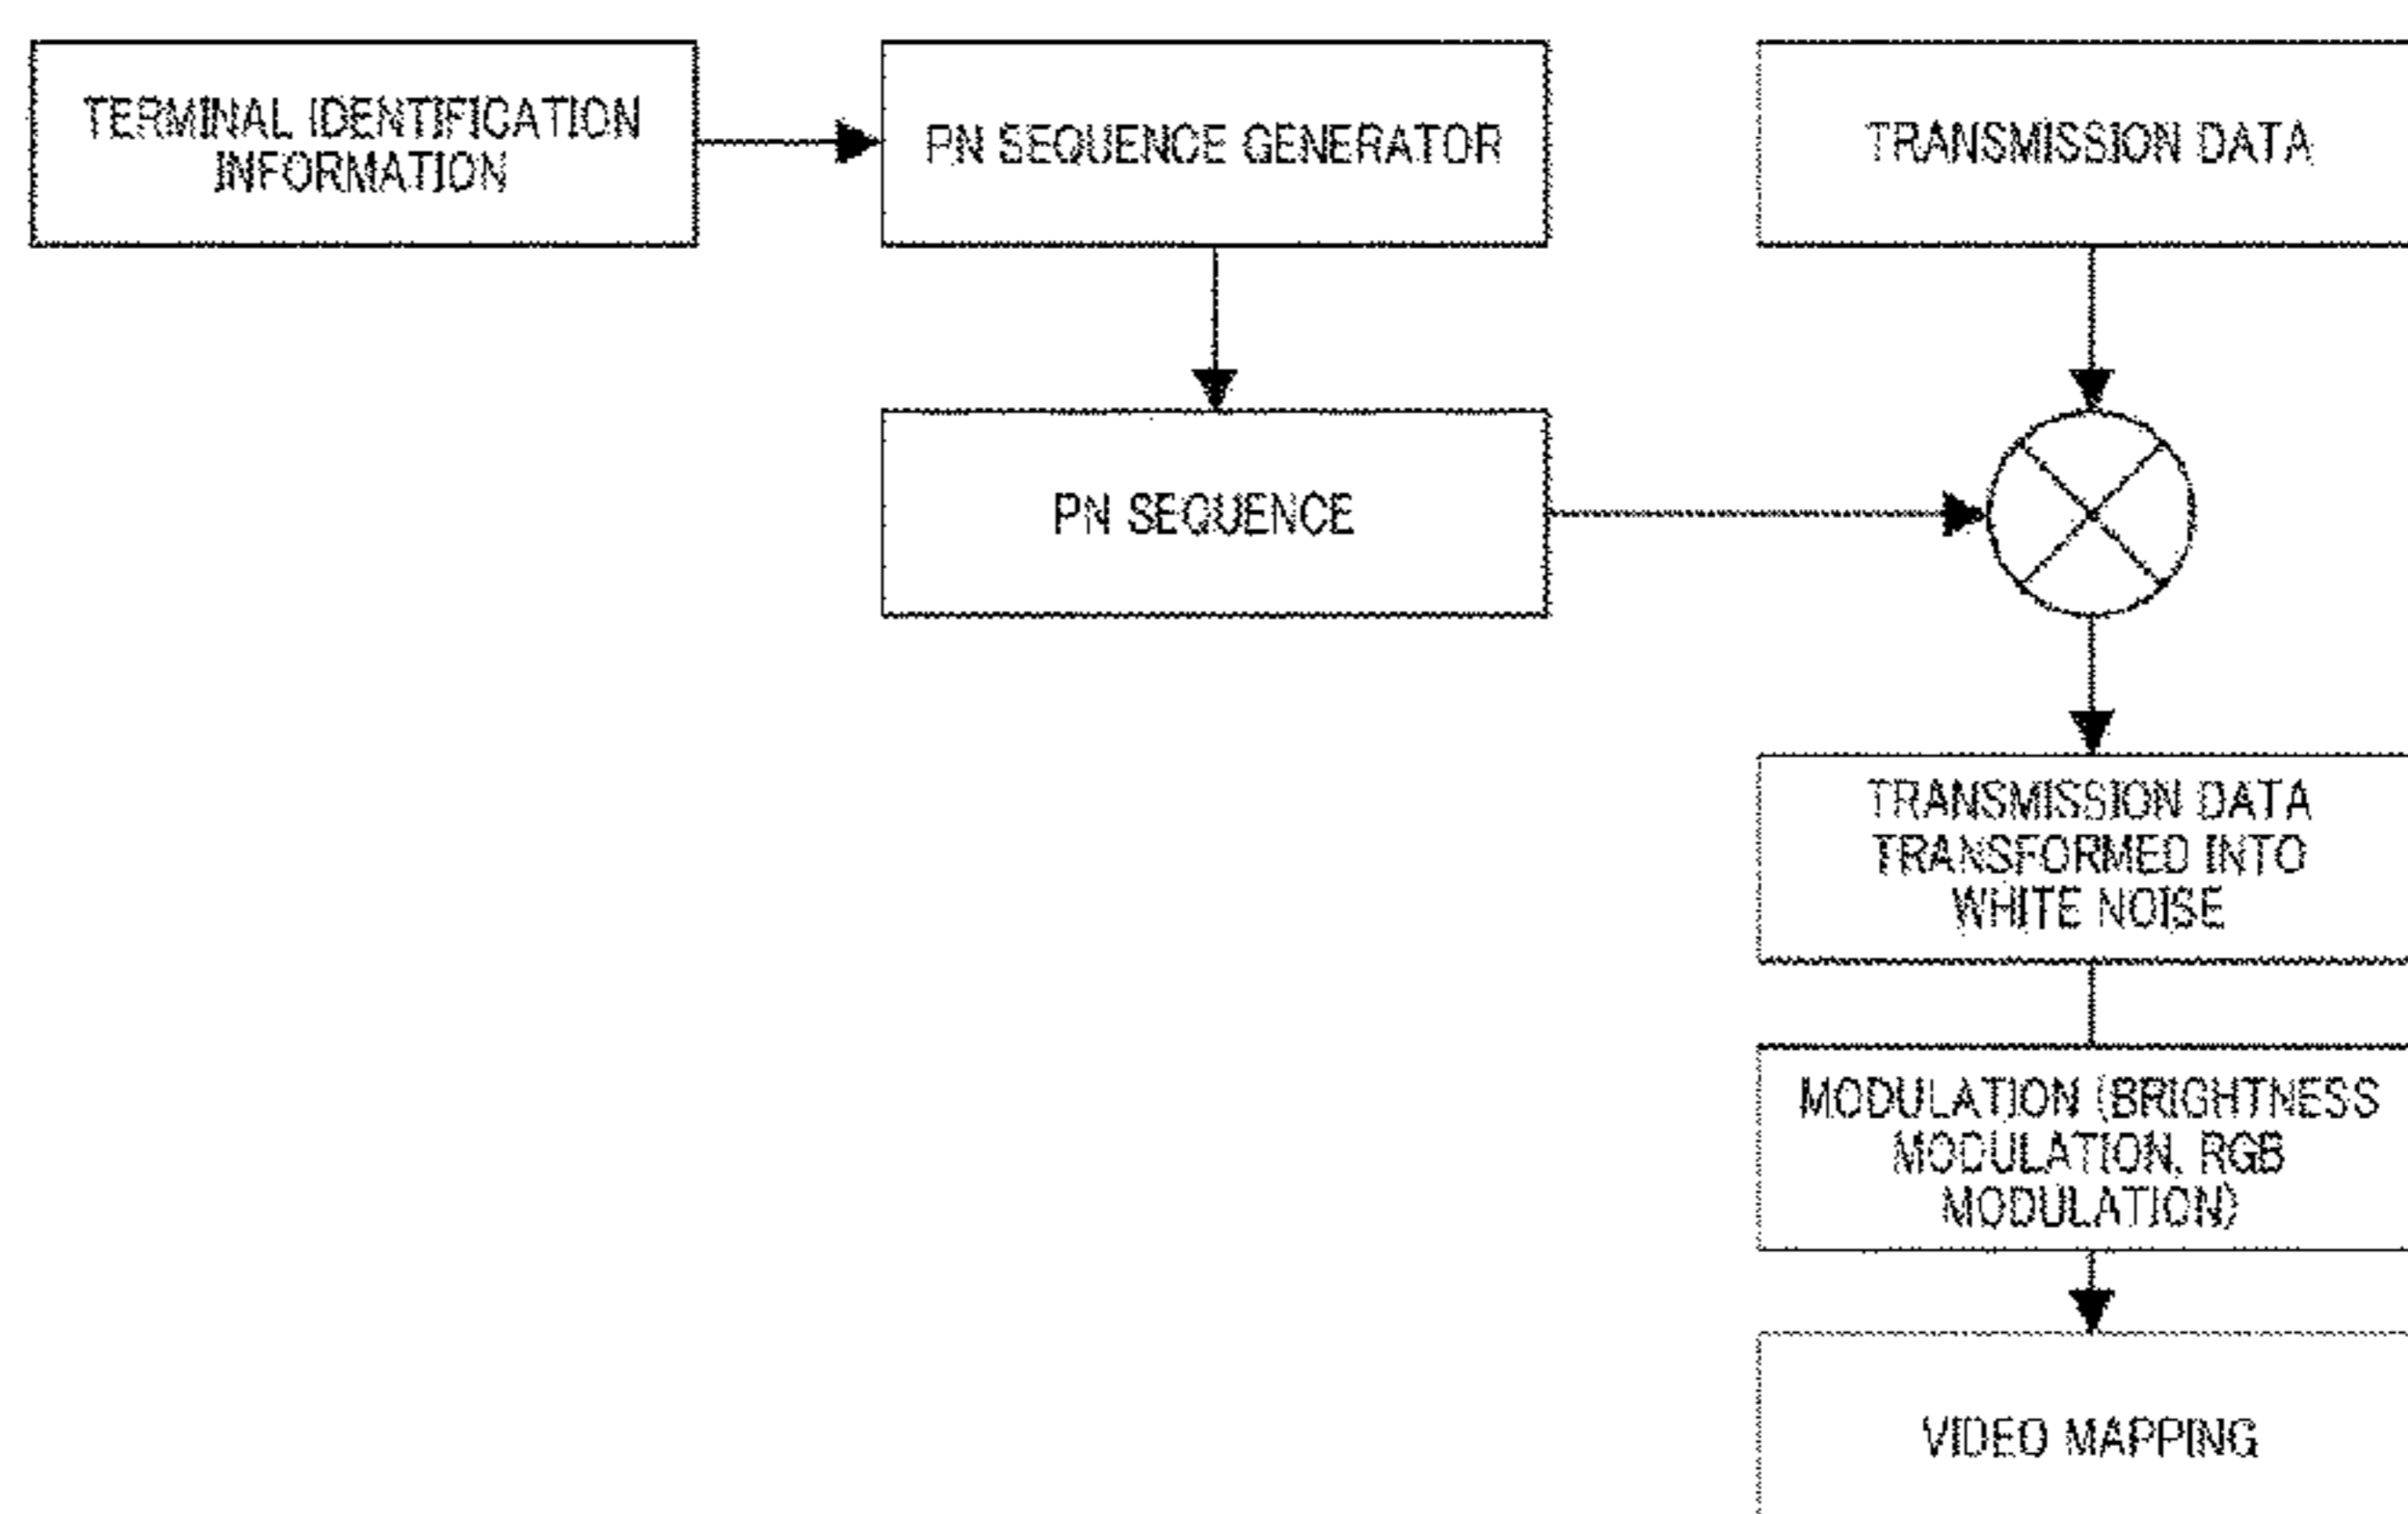 TERMINAL IDENTIFICATION
INFORMATION
PN SEQUENCE GENERATOR
TRANSMISSION DATA
PN SEQUENCE
TRANSMISSION DATA
TRANSFORMED INTO
WHITE NOISE
MODULATION (BRIGHTNESS
MODULATION, RGB
MODULATION)
VIDEO MAPPING